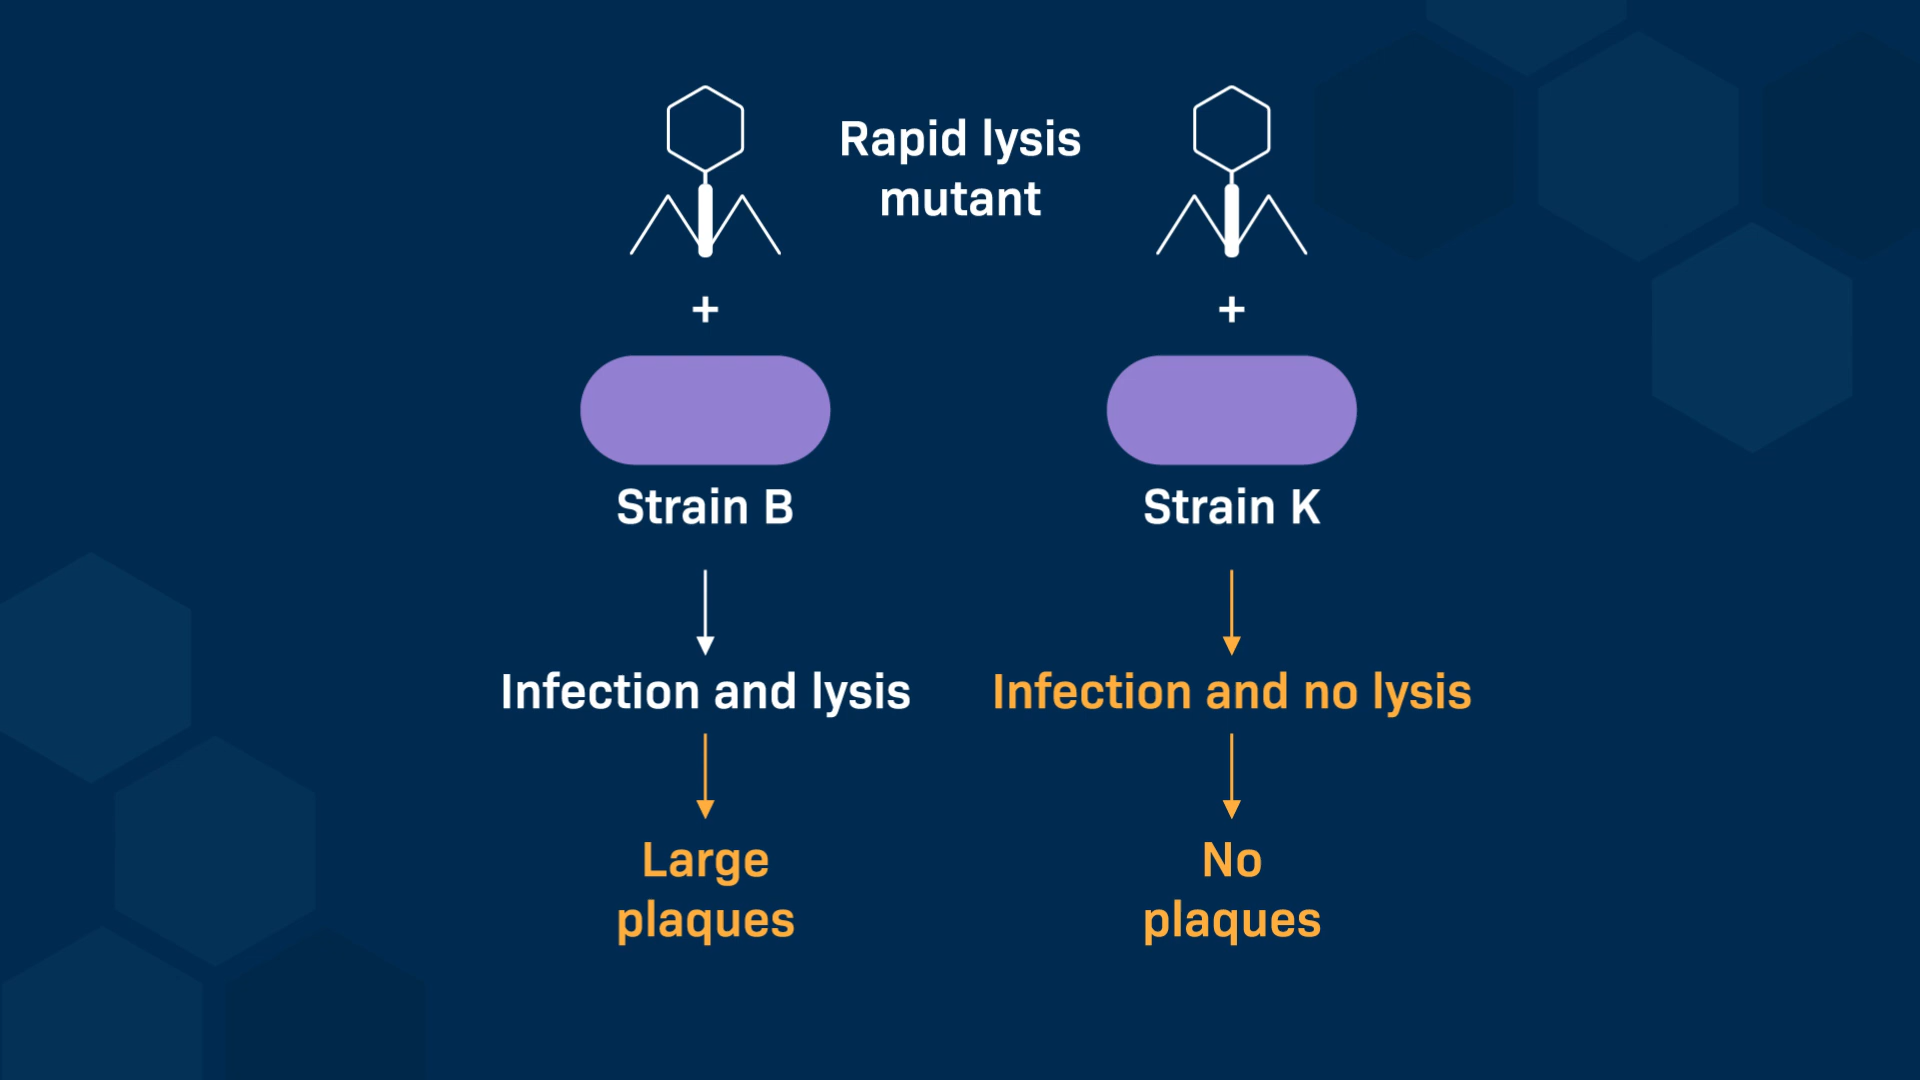 Rapid lysis
mutant
+
+
Strain B
Strain K
Infection and lysis
Infection and no lysis
Large
plaques
No
plaques